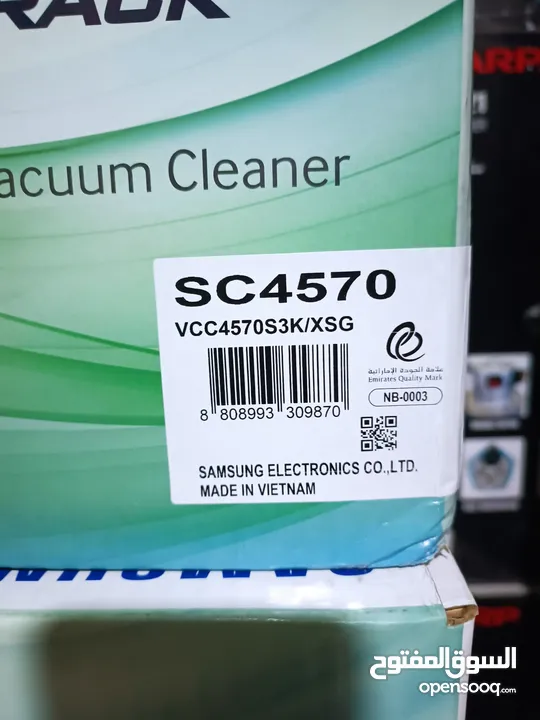 Cleaner
SC4570
VCC4570S3K/XSG
علامة الجودة الإماراتية
Emirates Quality Mark
NB-0003
8 808993 309870
SAMSUNG ELECTRONICS CO.,LTD.
MADE IN VIETNAM
السوق المفتوح
opensooq.com